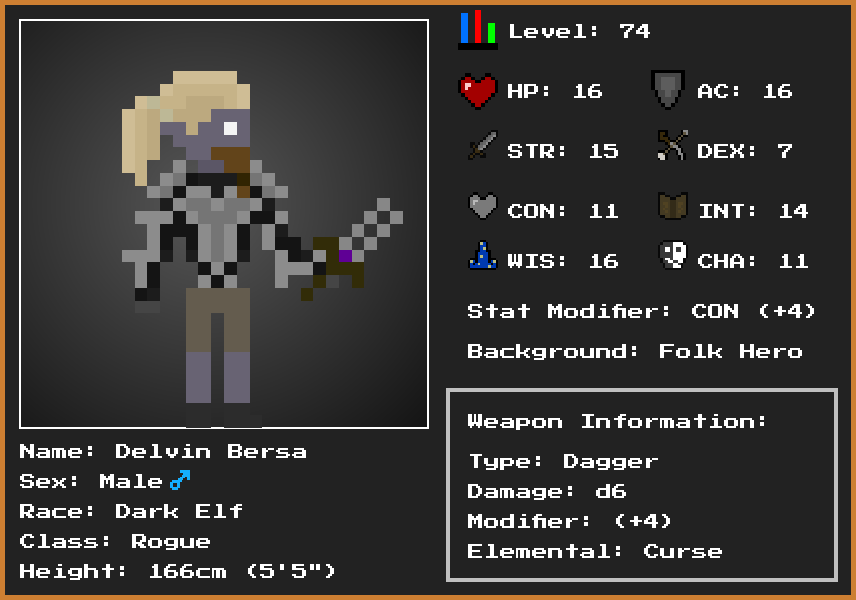 Level: 74
HP: 16
AC: 16
STR: 15
DEX: 7
CON: 11
INT: 14
WIS: 16
CHA: 11
Stat Modifier: CON (+4)
Background: Folk Hero
Weapon Information:
Type: Dagger
Damage: d6
Modifier: (+4)
Elemental: Curse
Name: Delvin Bersa
Sex: Male♂
Race: Dark Elf
Class: Rogue
Height: 166cm (5'5")